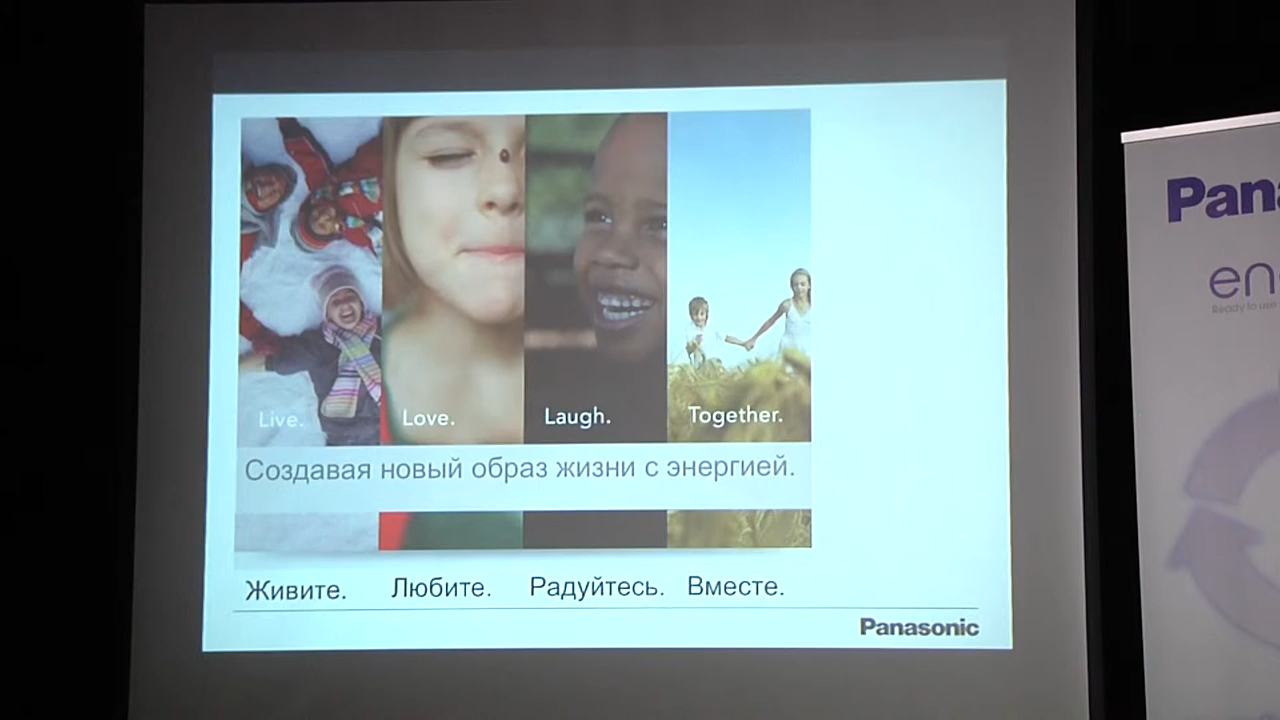 Live. Love. Laugh. Together.
Создавая новый образ жизни с энергией.
Живите. Любите. Радуйтесь. Вместе.
Panasonic
Pan
en
Ready to use